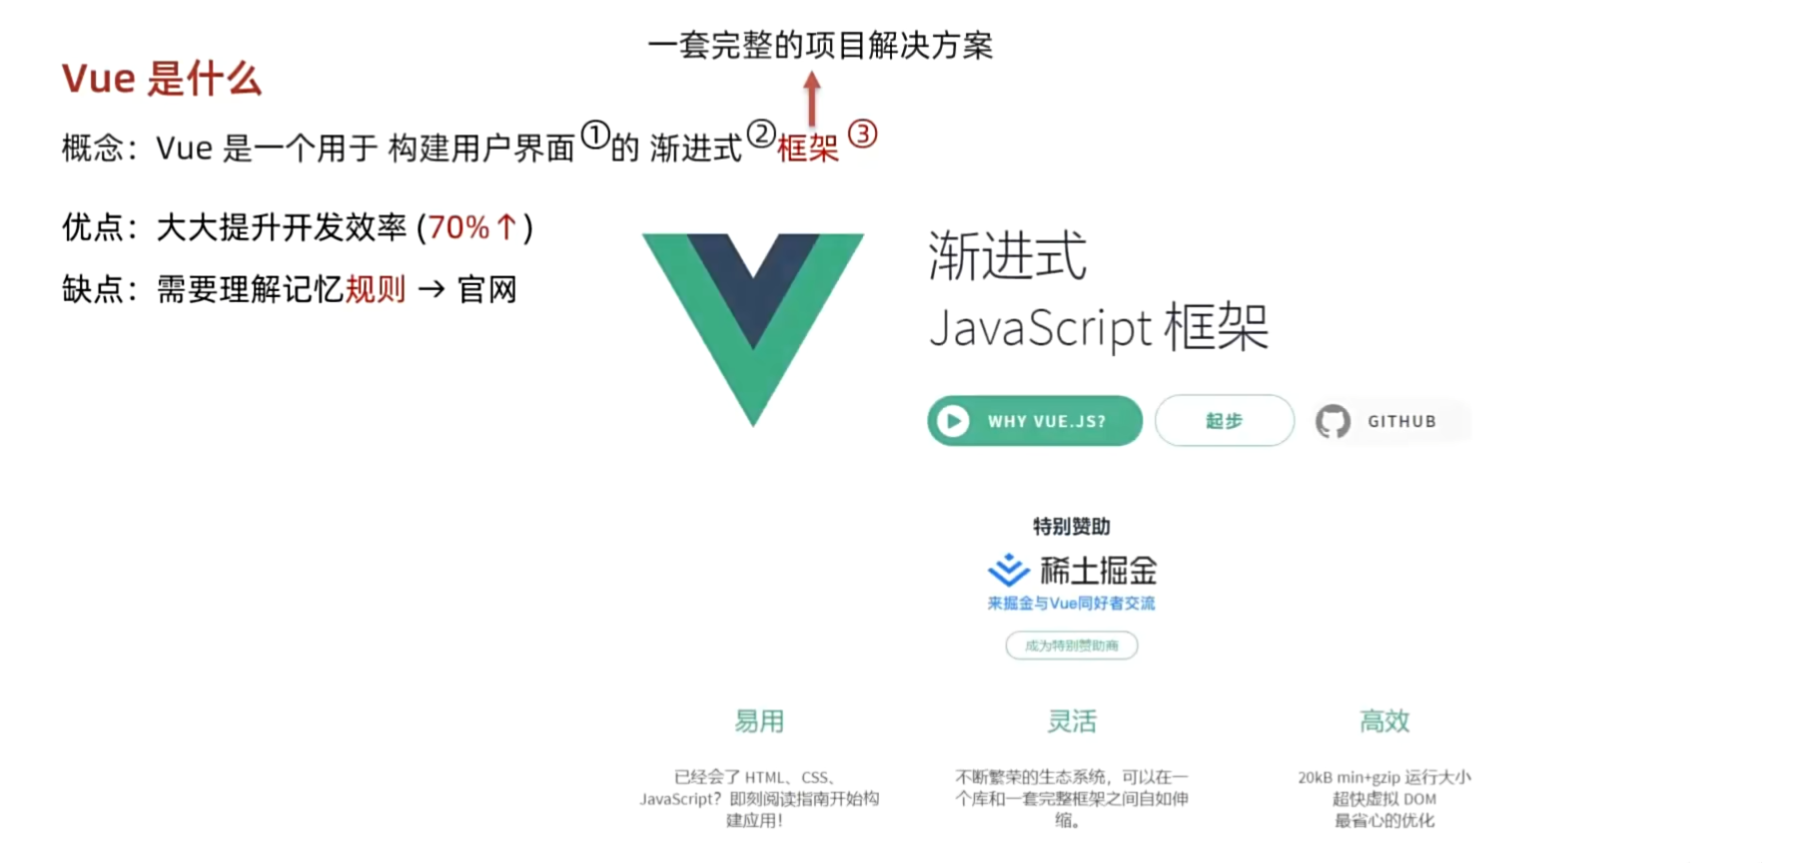 一套完整的项目解决方案
Vue 是什么
概念：Vue 是一个用于 构建用户界面①的 渐进式②框架③
优点：大大提升开发效率 (70%↑)
缺点：需要理解记忆规则 → 官网
渐进式
JavaScript 框架
WHY VUE.JS?
起步
GITHUB
特别赞助
稀土掘金
来掘金与Vue同好者交流
成为特别赞助商
易用
已经会了 HTML、CSS、
JavaScript？即刻阅读指南开始构
建应用！
灵活
不断繁荣的生态系统，可以在一
个库和一套完整框架之间自如伸
缩。
高效
20kB min+gzip 运行大小
超快虚拟 DOM
最省心的优化